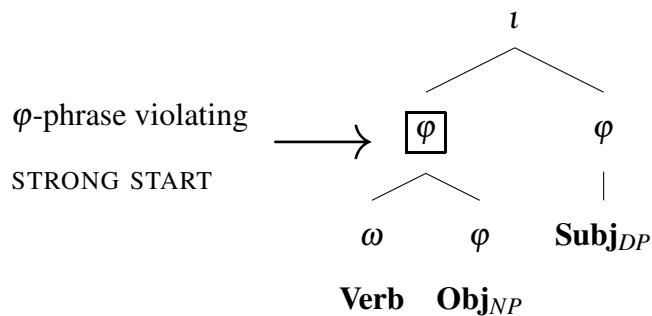 ι
φ-phrase violating
STRONG START
φ φ
ω φ Subj_DP
Verb Obj_NP